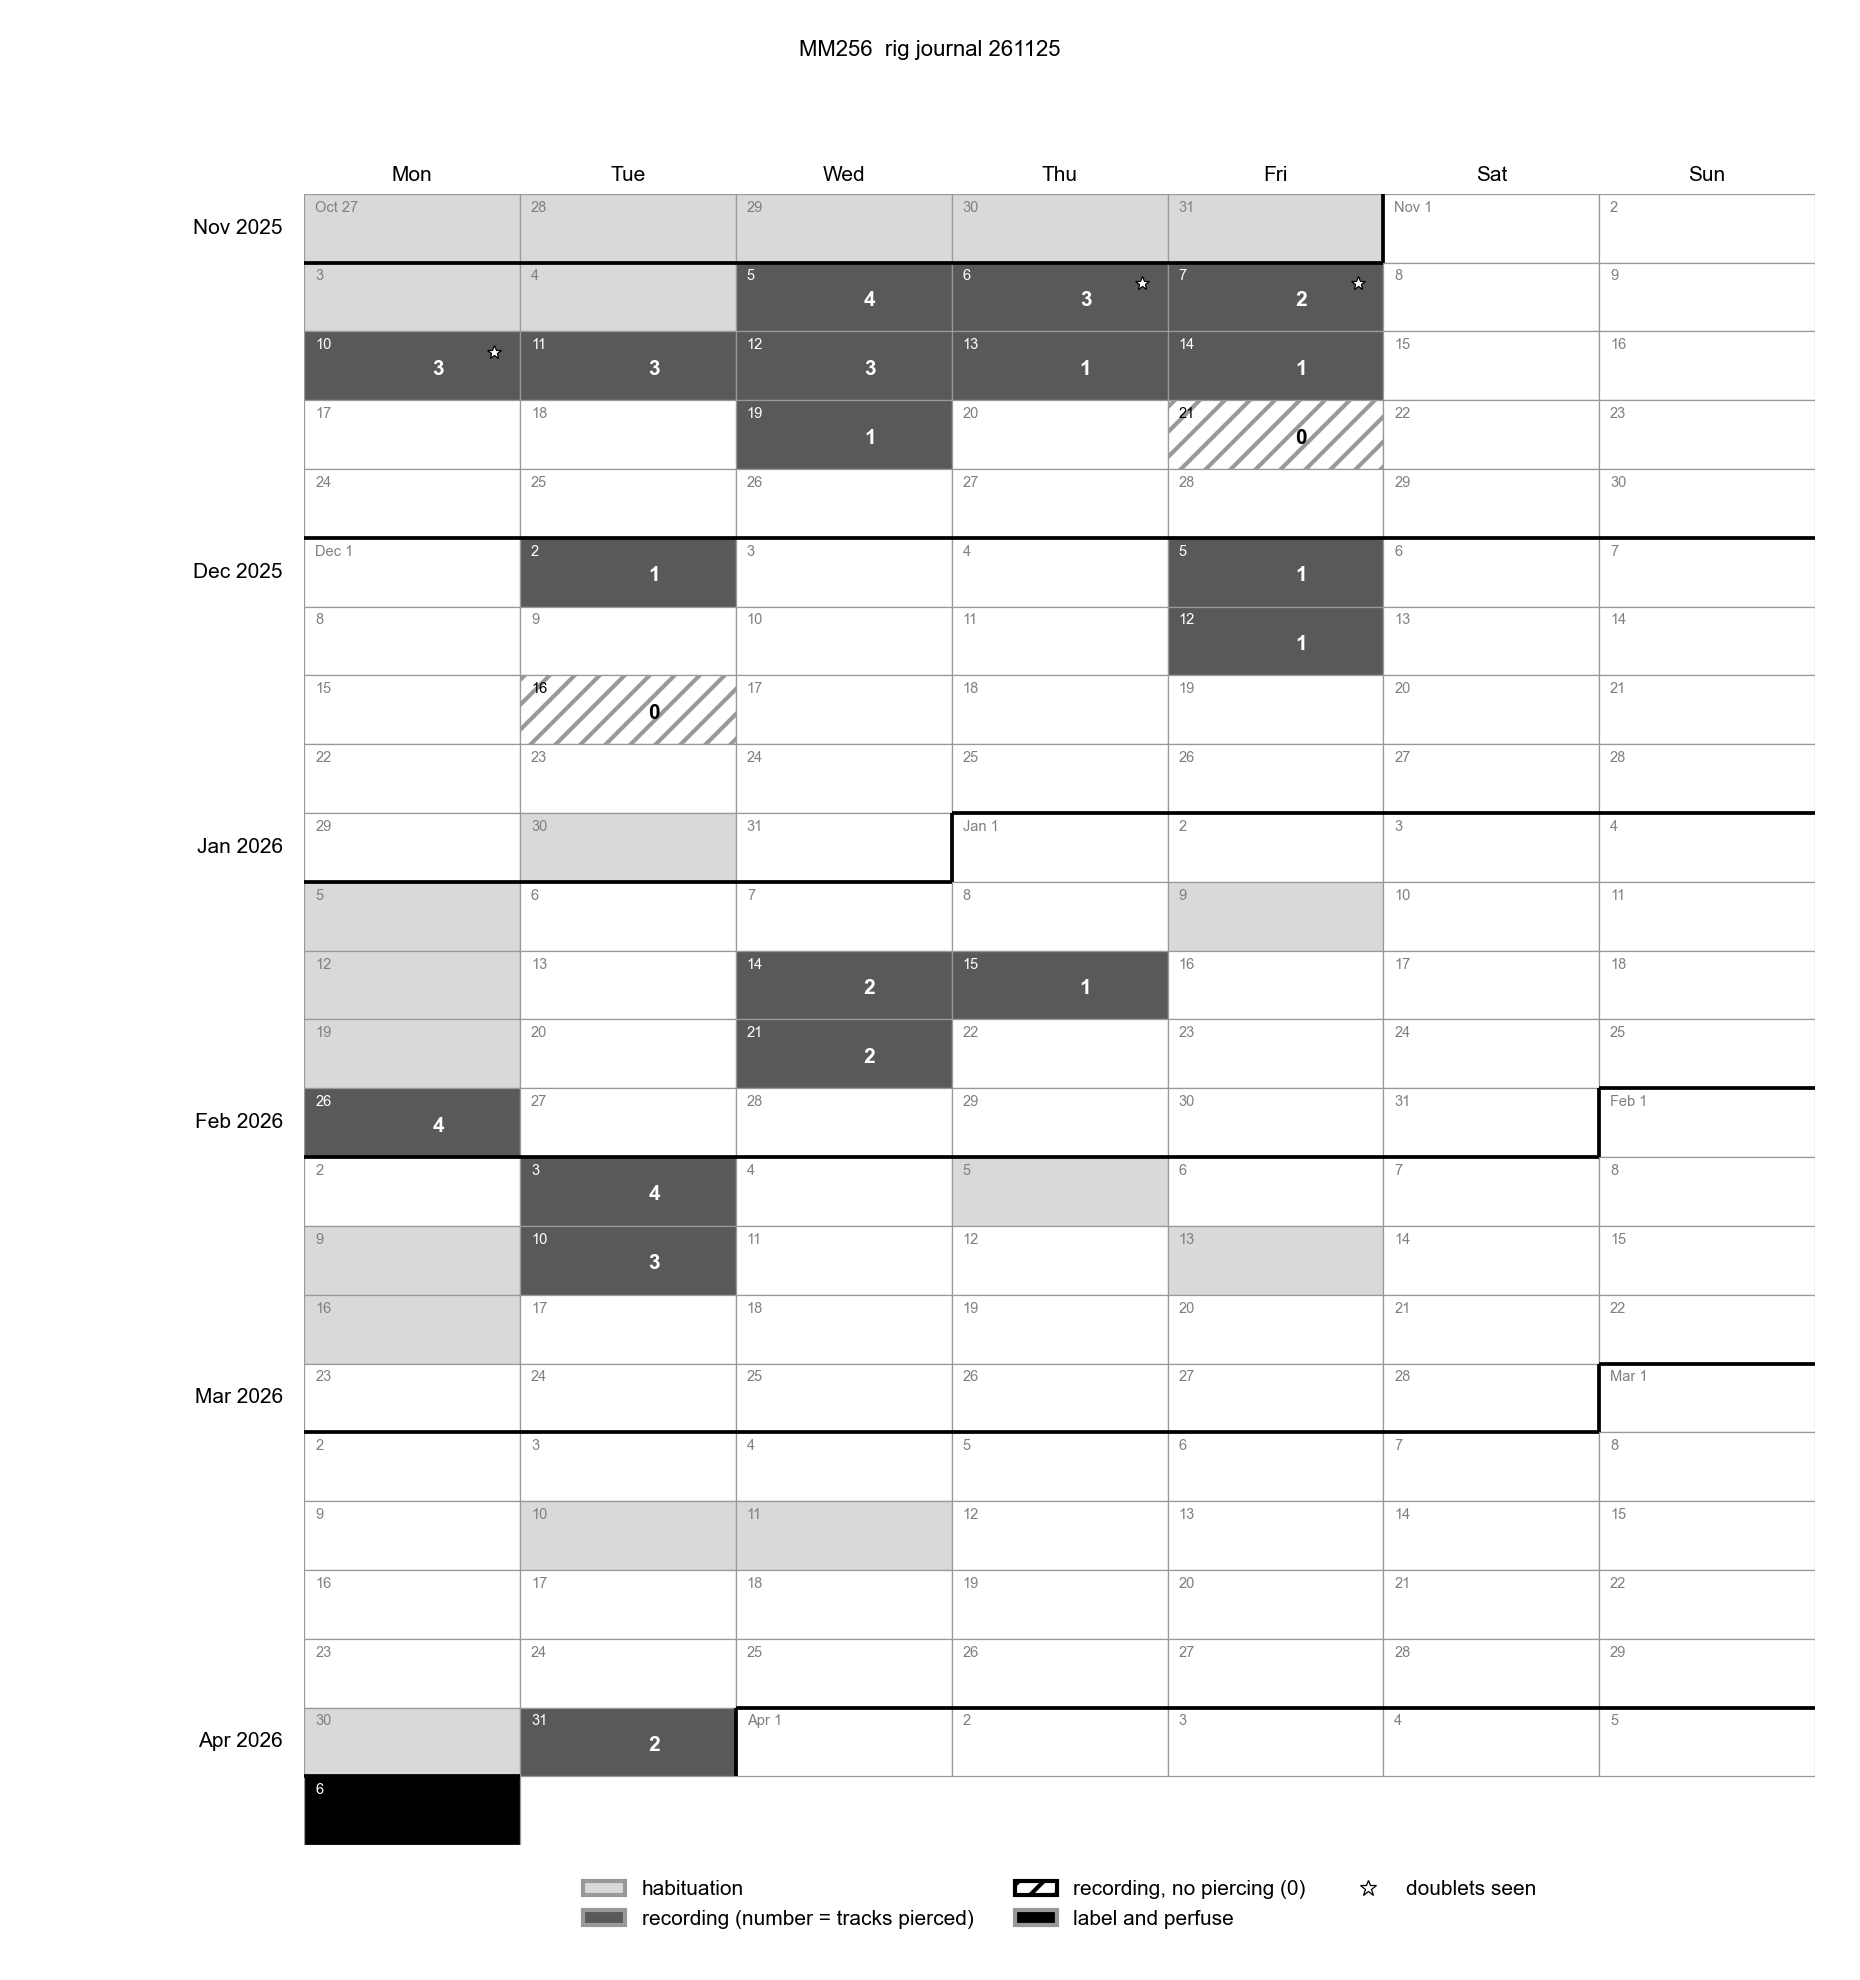 MM256  rig journal 261125
Mon Tue Wed Thu Fri Sat Sun
Nov 2025 Oct 27 28 29 30 31 Nov 1 2
3 4 5 4 6 3 7 2 8 9
10 3 11 3 12 3 13 1 14 1 15 16
17 18 19 1 20 21 0 22 23
24 25 26 27 28 29 30
Dec 2025 Dec 1 2 1 3 4 5 1 6 7
8 9 10 11 12 1 13 14
15 16 0 17 18 19 20 21
22 23 24 25 26 27 28
Jan 2026 29 30 31 Jan 1 2 3 4
5 6 7 8 9 10 11
12 13 14 2 15 1 16 17 18
19 20 21 2 22 23 24 25
Feb 2026 26 4 27 28 29 30 31 Feb 1
2 3 4 4 5 6 7 8
9 10 3 11 12 13 14 15
16 17 18 19 20 21 22
Mar 2026 23 24 25 26 27 28 Mar 1
2 3 4 5 6 7 8
9 10 11 12 13 14 15
16 17 18 19 20 21 22
23 24 25 26 27 28 29
Apr 2026 30 31 2 Apr 1 2 3 4 5
6
habituation recording, no piercing (0) doublets seen
recording (number = tracks pierced) label and perfuse